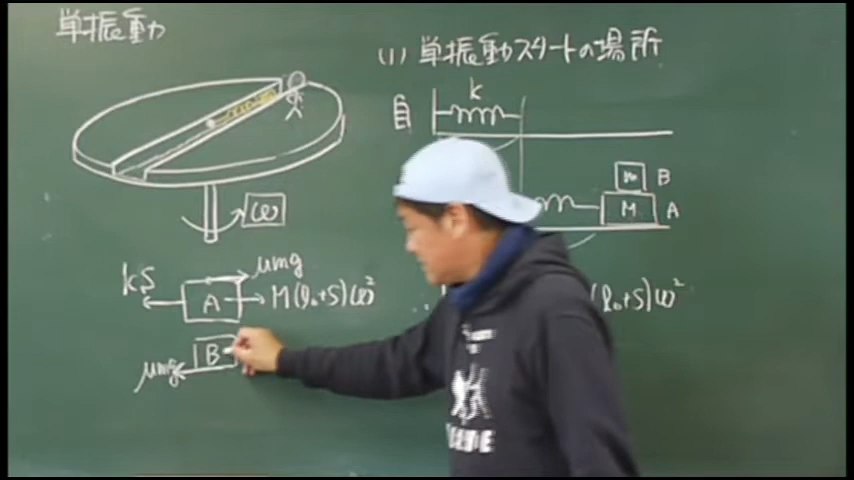 単振動
(1) 単振動スタートの場所
k
自
m B
M A
ω
μmg
kS
A
M(l₀+S)ω²
(l₀+S)ω²
B
μmg